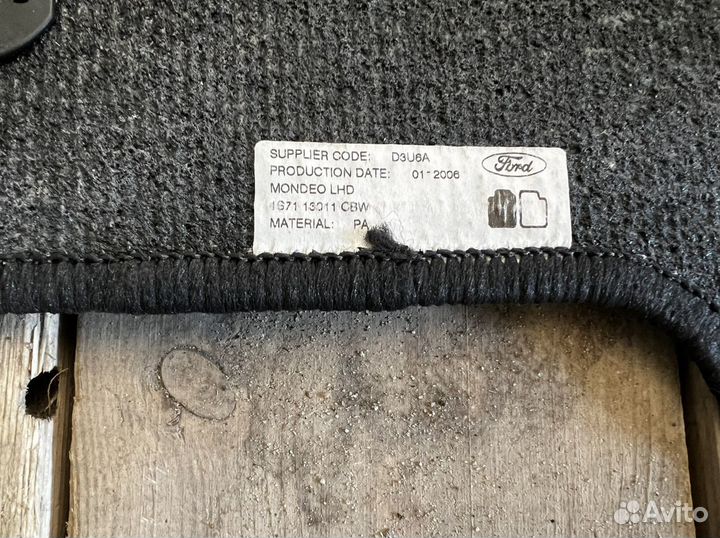 SUPPLIER CODE: D3U6A
Ford
PRODUCTION DATE: 01-2006
MONDEO LHD
1S71 13011 CBW
MATERIAL: PA
Avito